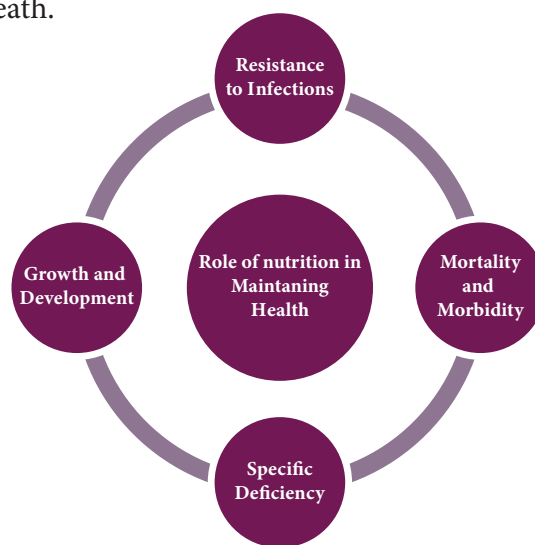 eath.
Resistance
to Infections
Growth and
Development
Role of nutrition in
Maintaning
Health
Mortality
and
Morbidity
Specific
Deficiency